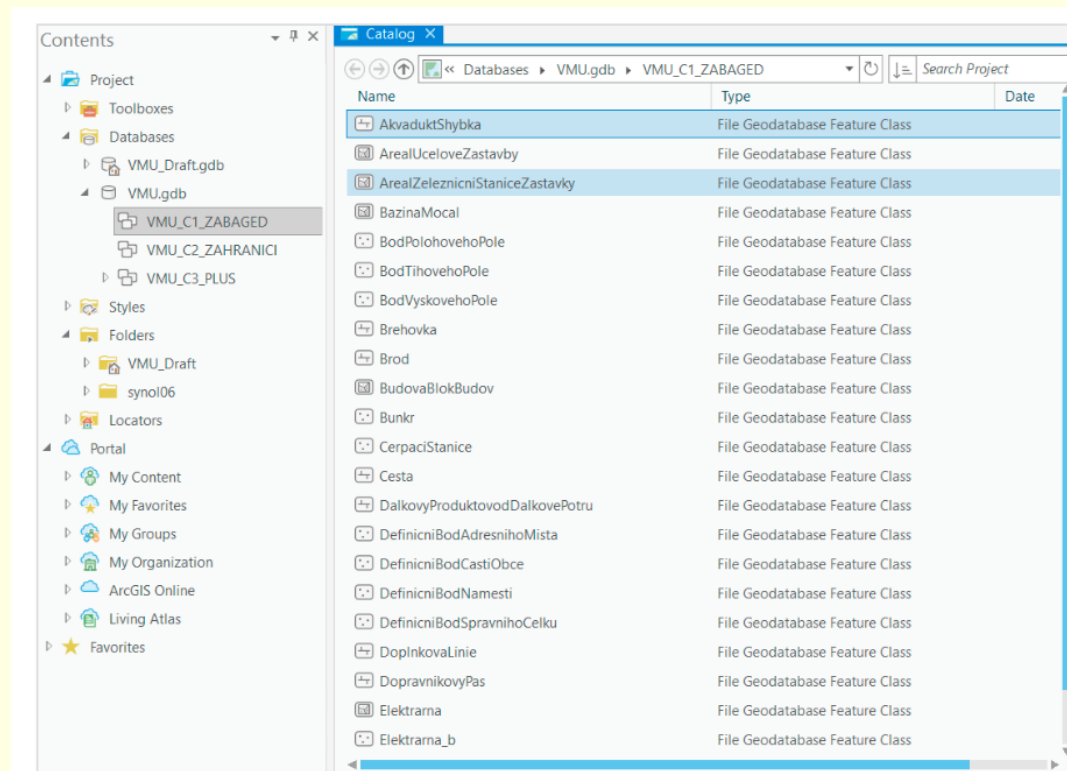 Contents
Project
Toolboxes
Databases
VMU_Draft.gdb
VMU.gdb
VMU_C1_ZABAGED
VMU_C2_ZAHRANICI
VMU_C3_PLUS
Styles
Folders
VMU_Draft
synol06
Locators
Portal
My Content
My Favorites
My Groups
My Organization
ArcGIS Online
Living Atlas
Favorites
Catalog
« Databases VMU.gdb VMU_C1_ZABAGED Search Project
Name Type Date
AkvaduktShybka File Geodatabase Feature Class
ArealUceloveZastavby File Geodatabase Feature Class
ArealZeleznicniStaniceZastavky File Geodatabase Feature Class
BazinaMocal File Geodatabase Feature Class
BodPolohovehoPole File Geodatabase Feature Class
BodTihovehoPole File Geodatabase Feature Class
BodVyskovehoPole File Geodatabase Feature Class
Brehovka File Geodatabase Feature Class
Brod File Geodatabase Feature Class
BudovaBlokBudov File Geodatabase Feature Class
Bunkr File Geodatabase Feature Class
CerpaciStanice File Geodatabase Feature Class
Cesta File Geodatabase Feature Class
DalkovyProduktovodDalkovePotru File Geodatabase Feature Class
DefinicniBodAdresnihoMista File Geodatabase Feature Class
DefinicniBodCastiObce File Geodatabase Feature Class
DefinicniBodNamesti File Geodatabase Feature Class
DefinicniBodSpravnihoCelku File Geodatabase Feature Class
DoplnkovaLinie File Geodatabase Feature Class
DopravnikovyPas File Geodatabase Feature Class
Elektrarna File Geodatabase Feature Class
Elektrarna_b File Geodatabase Feature Class